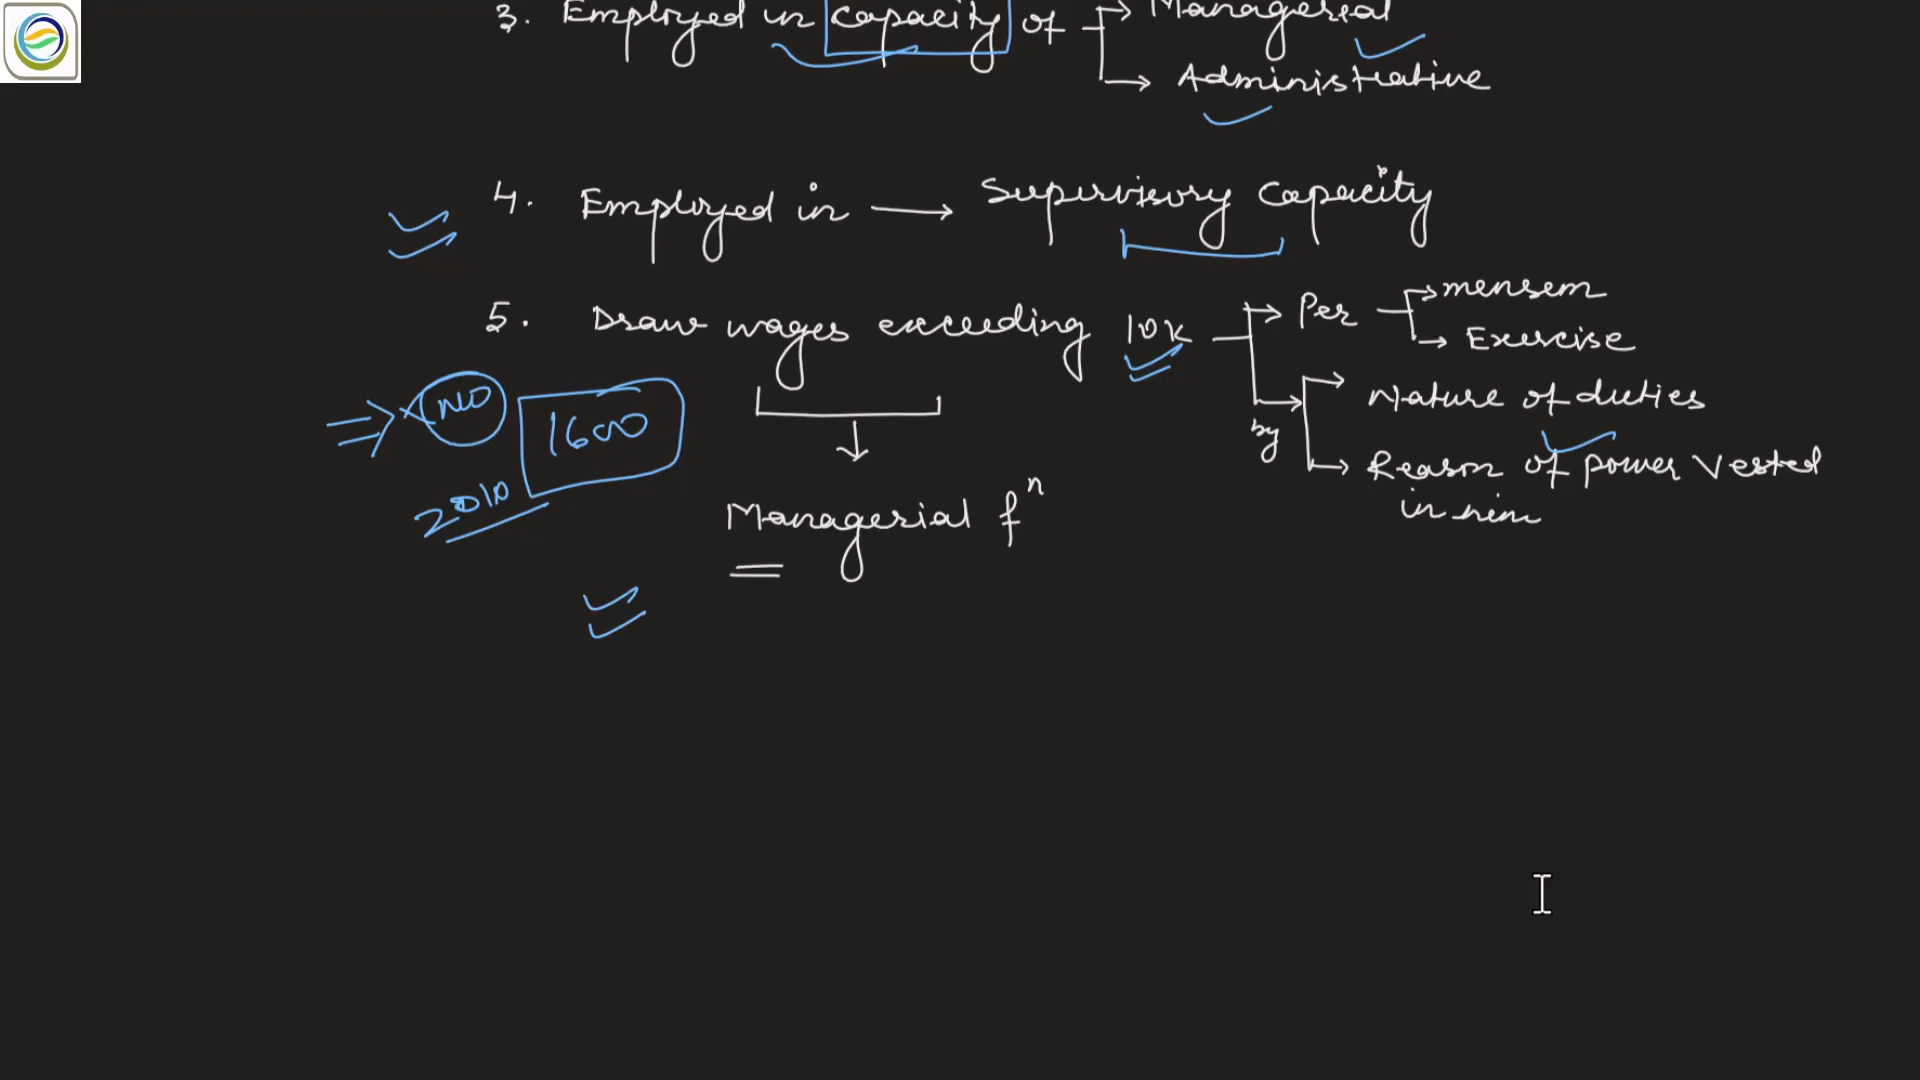 3. Employed in capacity of → Managerial
→ Administrative
4. Employed in → Supervisory Capacity
5. Draw wages exceeding 10K → Per → mensem
→ Exercise
by → Nature of duties
→ Reason of power vested
in him
NO
1600
2010
Managerial fⁿ